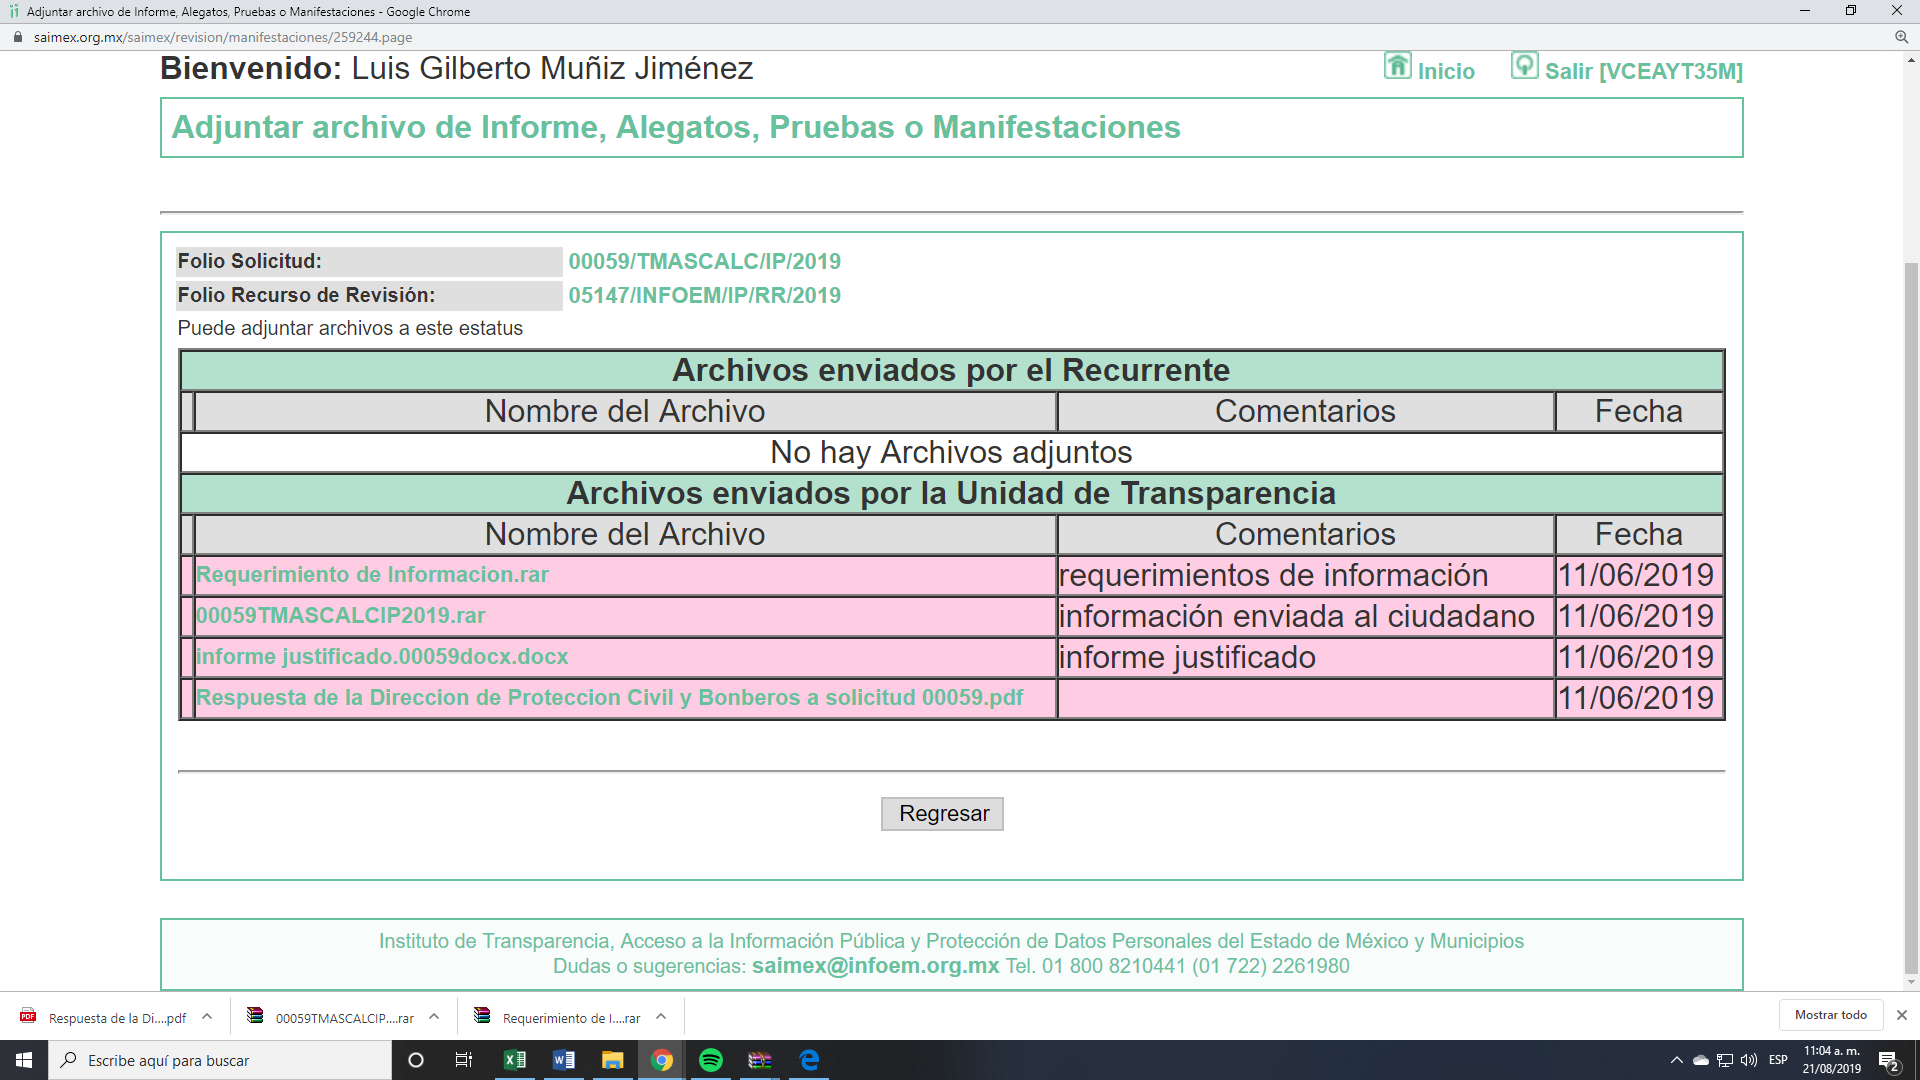 Adjuntar archivo de Informe, Alegatos, Pruebas o Manifestaciones - Google Chrome
saimex.org.mx/saimex/revision/manifestaciones/259244.page
Bienvenido: Luis Gilberto Muñiz Jiménez
Inicio
Salir [VCEAYT35M]
Adjuntar archivo de Informe, Alegatos, Pruebas o Manifestaciones
Folio Solicitud: 00059/TMASCALC/IP/2019
Folio Recurso de Revisión: 05147/INFOEM/IP/RR/2019
Puede adjuntar archivos a este estatus
Archivos enviados por el Recurrente
Nombre del Archivo Comentarios Fecha
No hay Archivos adjuntos
Archivos enviados por la Unidad de Transparencia
Nombre del Archivo Comentarios Fecha
Requerimiento de Informacion.rar requerimientos de información 11/06/2019
00059TMASCALCIP2019.rar información enviada al ciudadano 11/06/2019
informe justificado.00059docx.docx informe justificado 11/06/2019
Respuesta de la Direccion de Proteccion Civil y Bonberos a solicitud 00059.pdf 11/06/2019
Regresar
Instituto de Transparencia, Acceso a la Información Pública y Protección de Datos Personales del Estado de México y Municipios
Dudas o sugerencias: saimex@infoem.org.mx Tel. 01 800 8210441 (01 722) 2261980
Respuesta de la Di....pdf
00059TMASCALCIP....rar
Requerimiento de I....rar
Mostrar todo
Escribe aquí para buscar
ESP
11:04 a. m.
21/08/2019
2